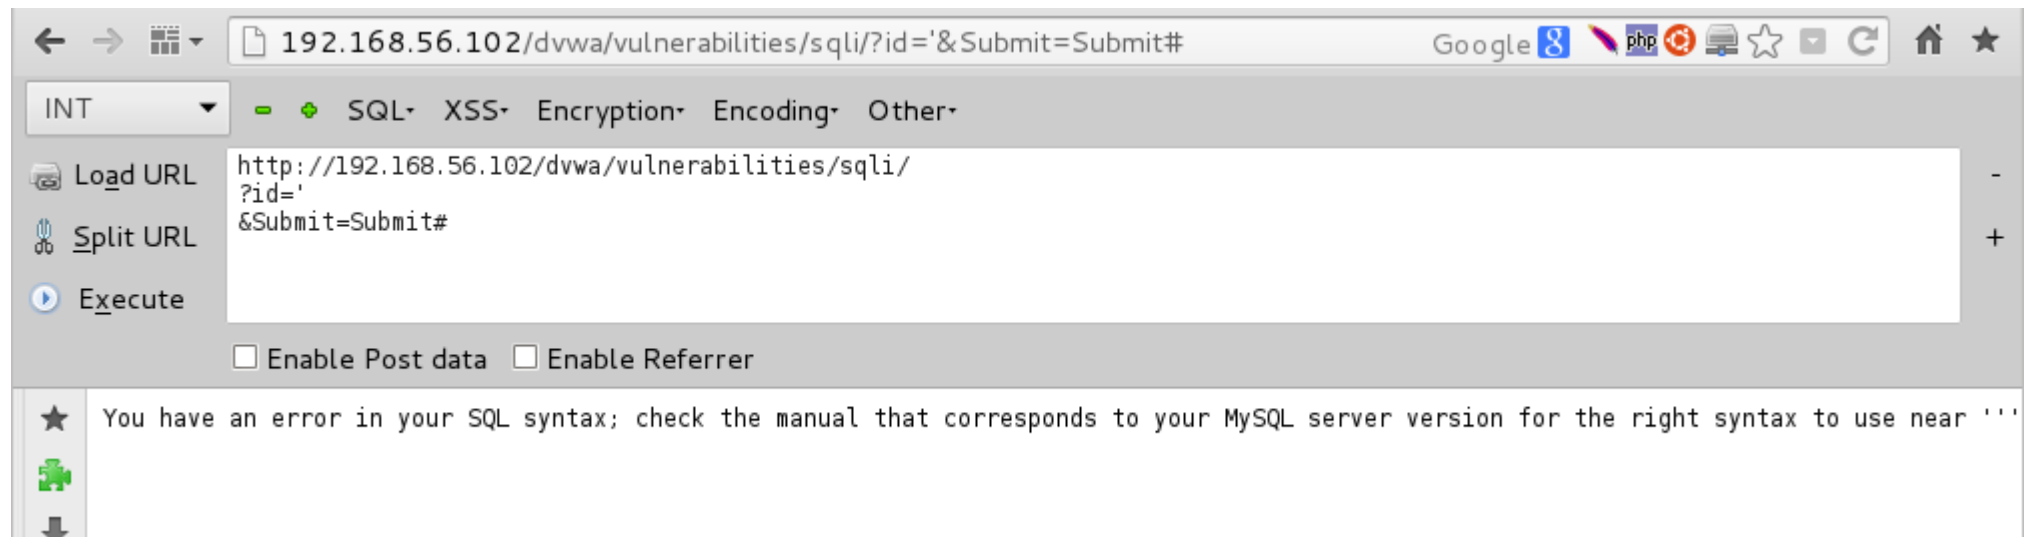 192.168.56.102/dvwa/vulnerabilities/sqli/?id='&Submit=Submit# Google 8 php
INT SQL XSS Encryption Encoding Other
Load URL
Split URL
Execute
http://192.168.56.102/dvwa/vulnerabilities/sqli/
?id='
&Submit=Submit#
-
+
Enable Post data Enable Referrer
You have an error in your SQL syntax; check the manual that corresponds to your MySQL server version for the right syntax to use near '''